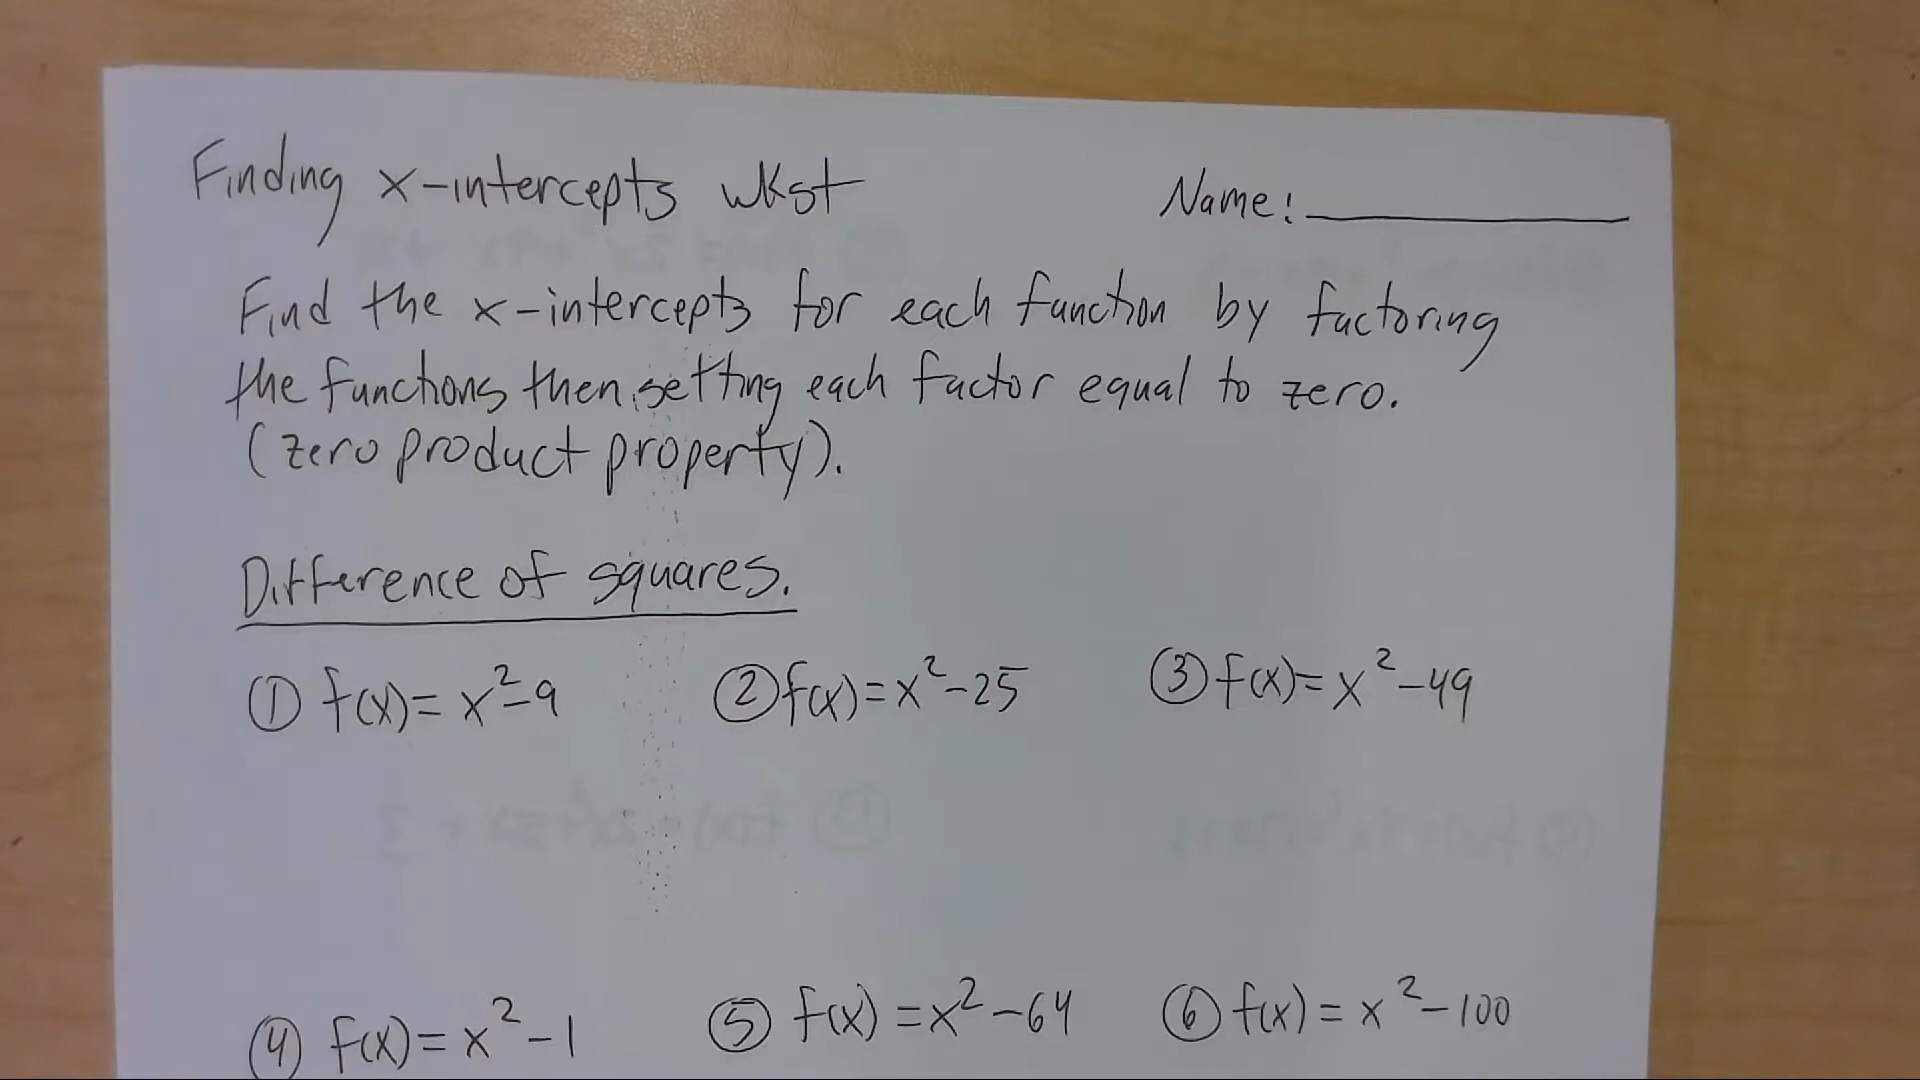 Finding x-intercepts wkst Name: ________
Find the x-intercepts for each function by factoring
the functions then setting each factor equal to zero.
(zero product property).
Difference of squares.
① f(x) = x² - 9 ② f(x) = x² - 25 ③ f(x) = x² - 49
④ f(x) = x² - 1 ⑤ f(x) = x² - 64 ⑥ f(x) = x² - 100